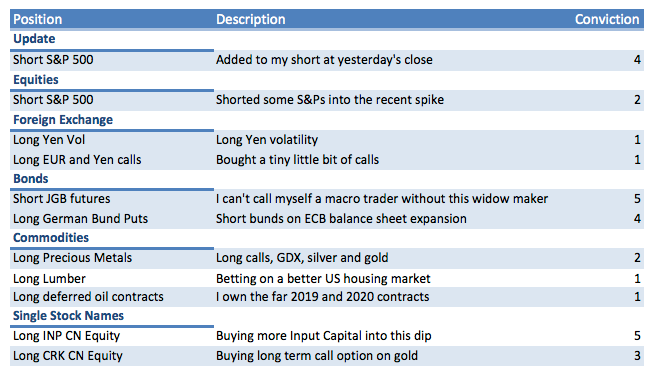 Position Description Conviction
Update
Short S&P 500 Added to my short at yesterday's close 4
Equities
Short S&P 500 Shorted some S&Ps into the recent spike 2
Foreign Exchange
Long Yen Vol Long Yen volatility 1
Long EUR and Yen calls Bought a tiny little bit of calls 1
Bonds
Short JGB futures I can't call myself a macro trader without this widow maker 5
Long German Bund Puts Short bunds on ECB balance sheet expansion 4
Commodities
Long Precious Metals Long calls, GDX, silver and gold 2
Long Lumber Betting on a better US housing market 1
Long deferred oil contracts I own the far 2019 and 2020 contracts 1
Single Stock Names
Long INP CN Equity Buying more Input Capital into this dip 5
Long CRK CN Equity Buying long term call option on gold 3